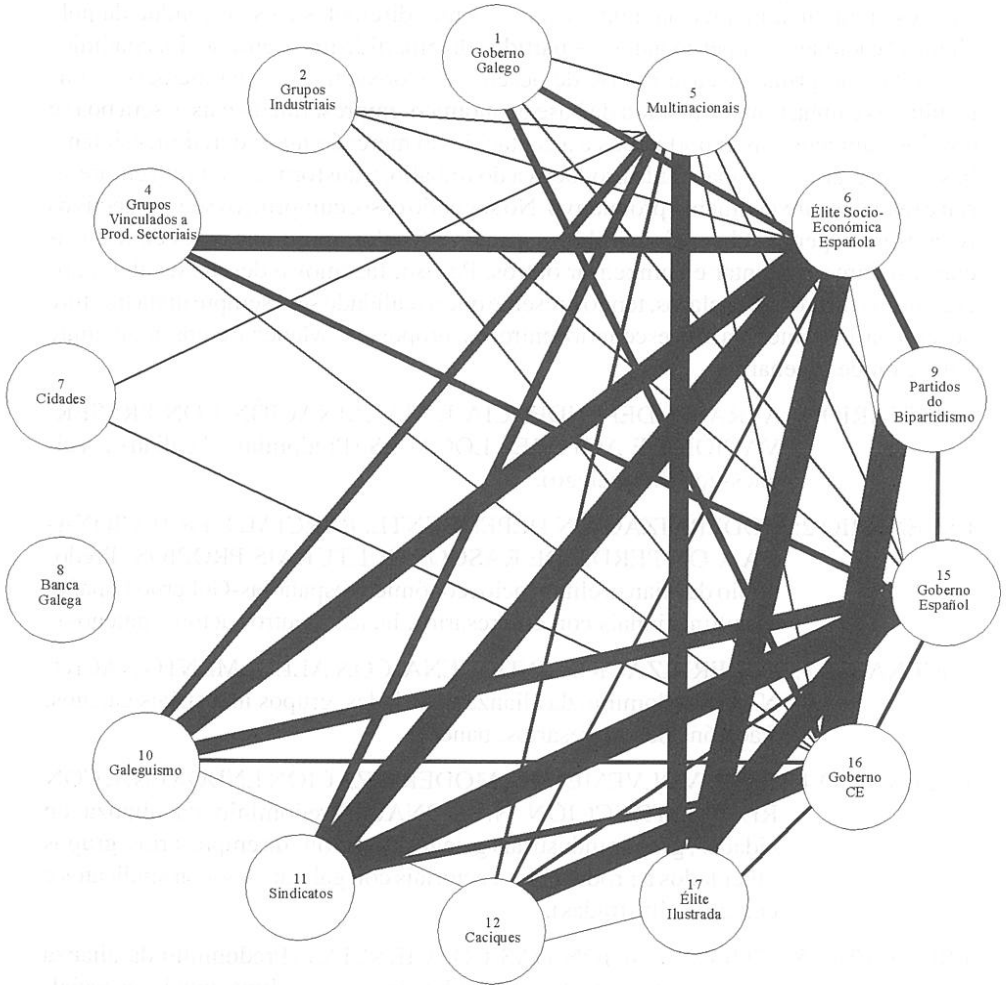 1
Goberno
Galego
2
Grupos
Industriais
5
Multinacionais
4
Grupos
Vinculados a
Prod. Sectoriais
6
Élite Socio-
Económica
Española
7
Cidades
9
Partidos
do
Bipartidismo
8
Banca
Galega
15
Goberno
Español
10
Galeguismo
16
Goberno
CE
11
Sindicatos
12
Caciques
17
Élite
Ilustrada